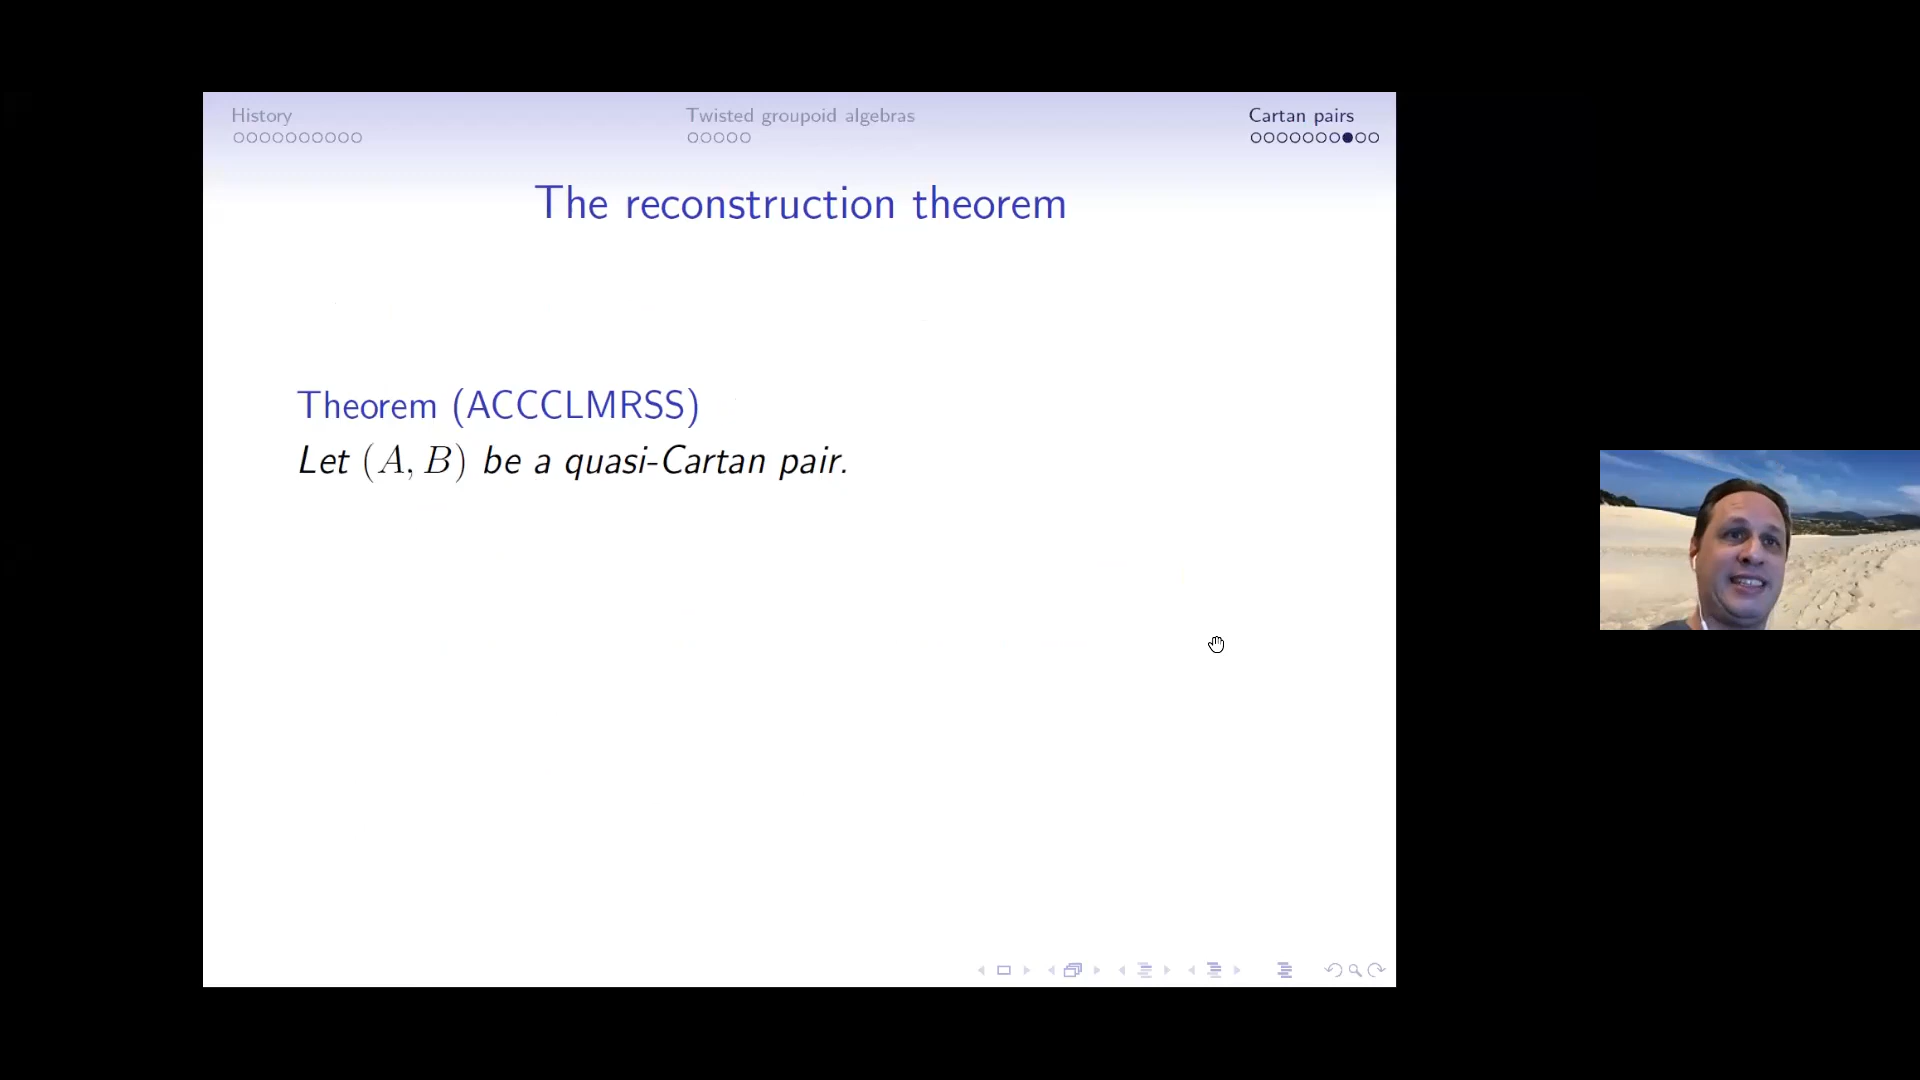 History
Twisted groupoid algebras
Cartan pairs
The reconstruction theorem
Theorem (ACCCLMRSS)
Let (A, B) be a quasi-Cartan pair.